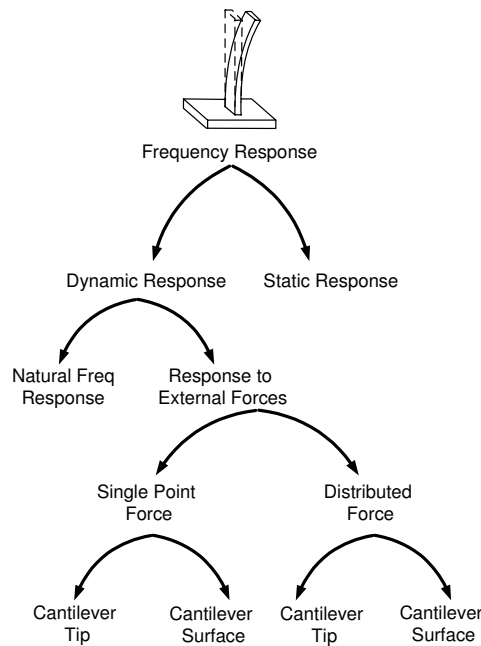 Frequency Response
Dynamic Response
Static Response
Natural Freq
Response
Response to
External Forces
Single Point
Force
Distributed
Force
Cantilever
Tip
Cantilever
Surface
Cantilever
Tip
Cantilever
Surface